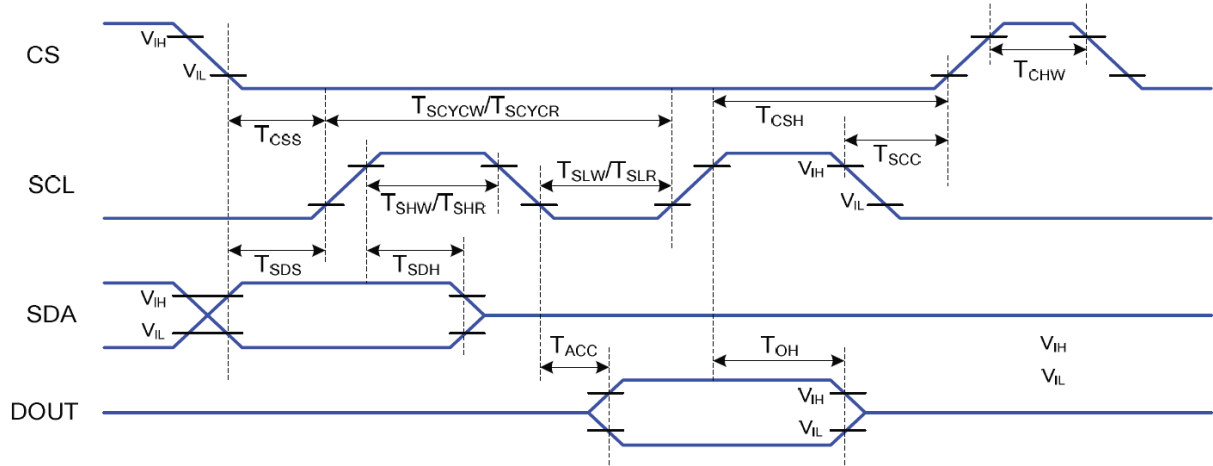 CS
VIH
VIL
TCHW
TSCYCW/TSCYCR
TCSS
TCSH
TSCC
SCL
TSLW/TSLR
VIH
TSHW/TSHR
VIL
TSDS
TSDH
SDA
VIH
VIL
TACC
TOH
VIH
VIL
DOUT
VIH
VIL